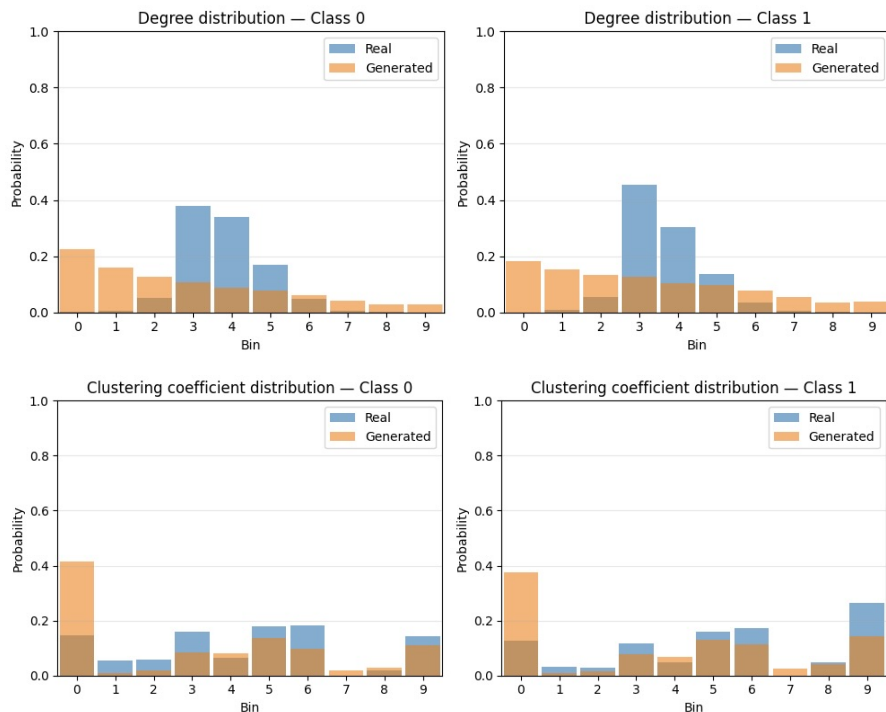 Degree distribution — Class 0
Real
Generated
1.0
0.8
0.6
0.4
0.2
0.0
Probability
0 1 2 3 4 5 6 7 8 9
Bin
Degree distribution — Class 1
Real
Generated
1.0
0.8
0.6
0.4
0.2
0.0
Probability
0 1 2 3 4 5 6 7 8 9
Bin
Clustering coefficient distribution — Class 0
Real
Generated
1.0
0.8
0.6
0.4
0.2
0.0
Probability
0 1 2 3 4 5 6 7 8 9
Bin
Clustering coefficient distribution — Class 1
Real
Generated
1.0
0.8
0.6
0.4
0.2
0.0
Probability
0 1 2 3 4 5 6 7 8 9
Bin